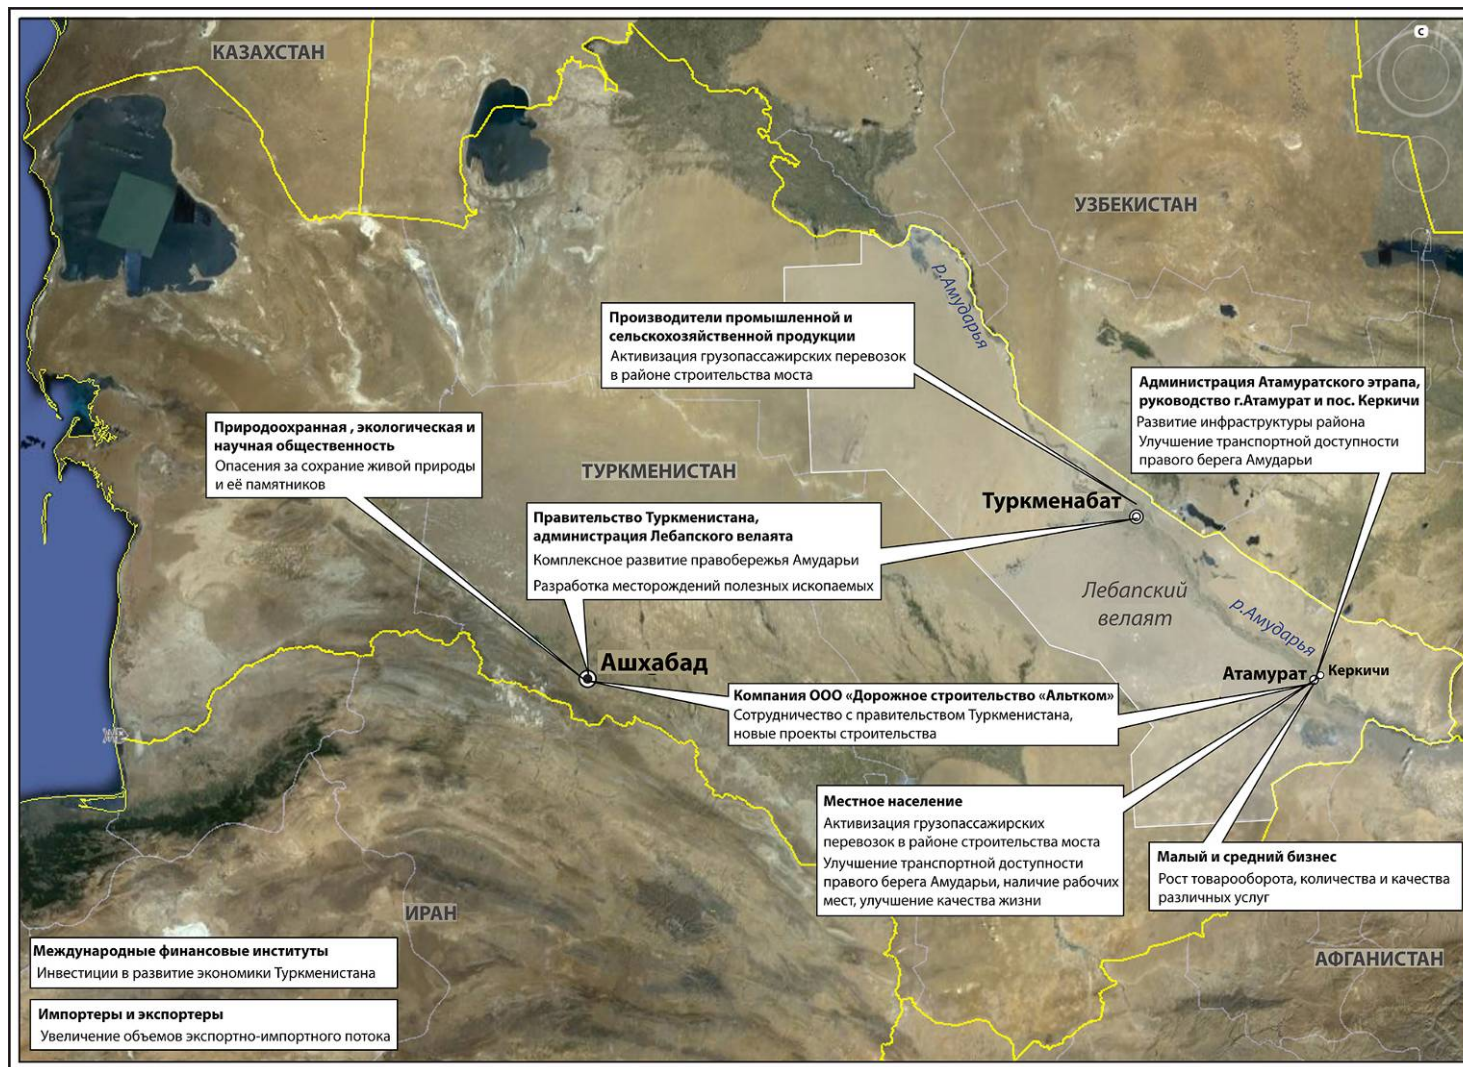 С
КАЗАХСТАН
УЗБЕКИСТАН
р.Амударья
Производители промышленной и
сельскохозяйственной продукции
Активизация грузопассажирских перевозок
в районе строительства моста
Администрация Атамуратского этрапа,
руководство г.Атамурат и пос. Керкичи
Развитие инфраструктуры района
Улучшение транспортной доступности
правого берега Амударьи
Природоохранная , экологическая и
научная общественность
Опасения за сохрание живой природы
и её памятников
ТУРКМЕНИСТАН
Туркменабат
Правительство Туркменистана,
администрация Лебапского велаята
Комплексное развитие правобережья Амударьи
Разработка месторождений полезных ископаемых
Лебапский
велаят
р.Амударья
Ашхабад
Атамурат
Керкичи
Компания ООО «Дорожное строительство «Альтком»
Сотрудничество с правительством Туркменистана,
новые проекты строительства
Местное население
Активизация грузопассажирских
перевозок в районе строительства моста
Улучшение транспортной доступности
правого берега Амударьи, наличие рабочих
мест, улучшение качества жизни
Малый и средний бизнес
Рост товарооборота, количества и качества
различных услуг
ИРАН
АФГАНИСТАН
Международные финансовые институты
Инвестиции в развитие экономики Туркменистана
Импортеры и экспортеры
Увеличение объемов экспортно-импортного потока